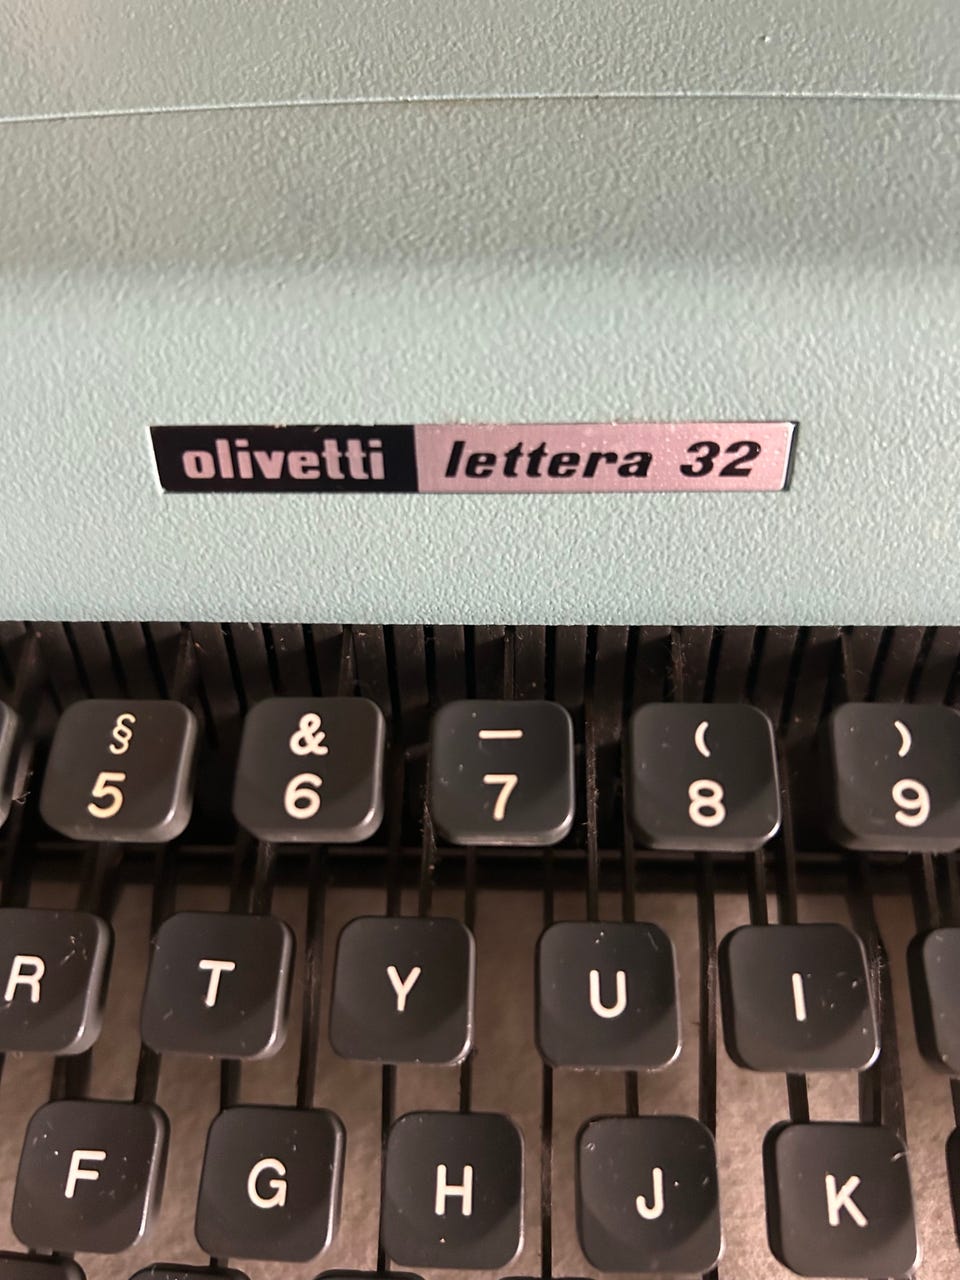 olivetti lettera 32
§ & — ( )
5 6 7 8 9
R T Y U I
F G H J K